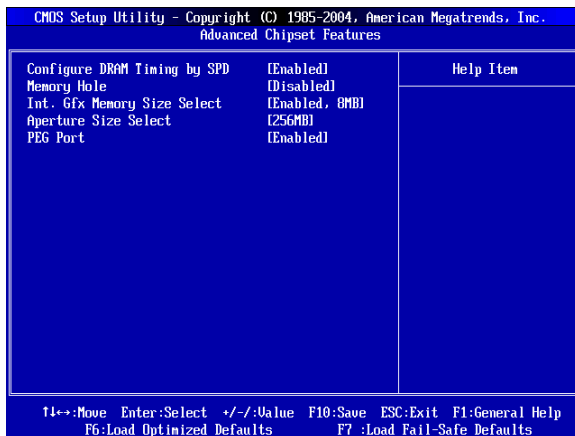 CMOS Setup Utility - Copyright (C) 1985-2004, American Megatrends, Inc.
Advanced Chipset Features
Configure DRAM Timing by SPD [Enabled]
Memory Hole [Disabled]
Int. Gfx Memory Size Select [Enabled, 8MB]
Aperture Size Select [256MB]
PEG Port [Enabled]
Help Item
↑↓↔:Move Enter:Select +/-/:Value F10:Save ESC:Exit F1:General Help
F6:Load Optimized Defaults F7 :Load Fail-Safe Defaults